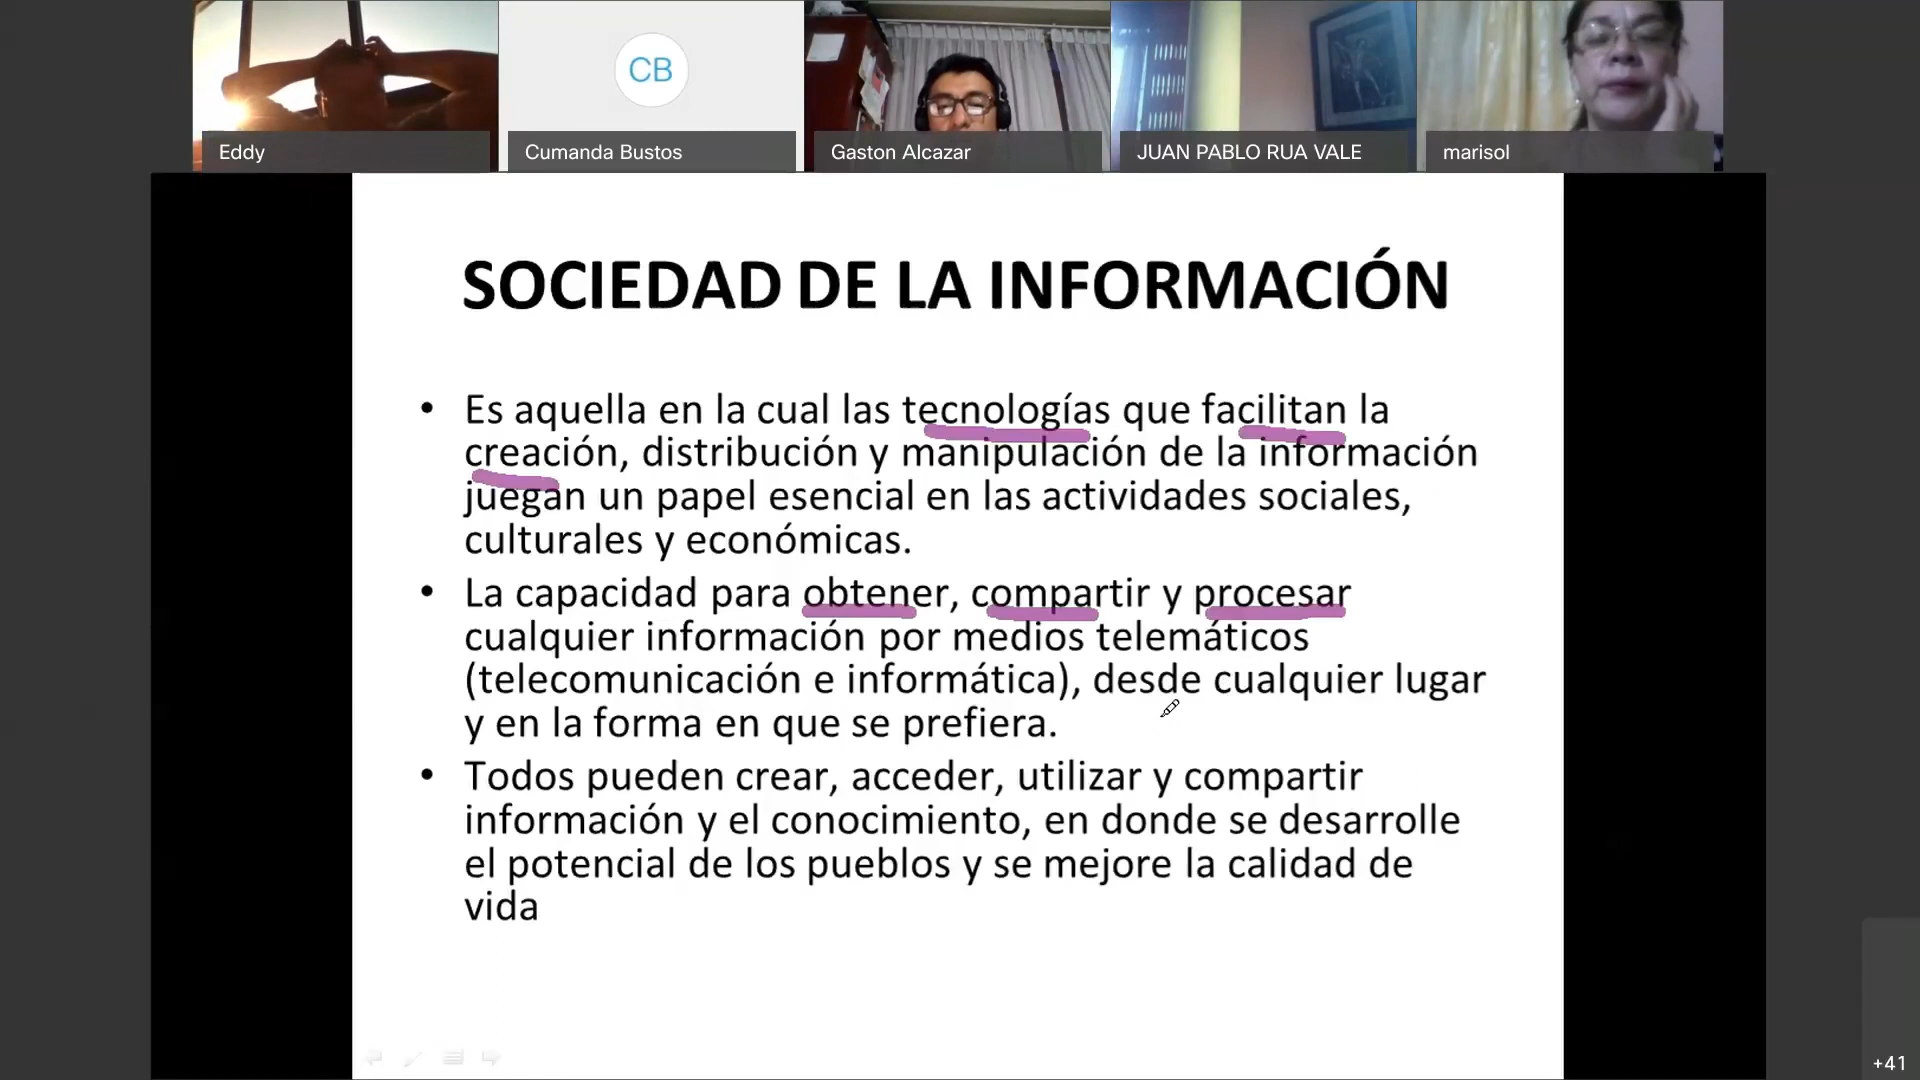 CB
Eddy
Cumanda Bustos
Gaston Alcazar
JUAN PABLO RUA VALE
marisol
SOCIEDAD DE LA INFORMACIÓN
• Es aquella en la cual las tecnologías que facilitan la
creación, distribución y manipulación de la información
juegan un papel esencial en las actividades sociales,
culturales y económicas.
• La capacidad para obtener, compartir y procesar
cualquier información por medios telemáticos
(telecomunicación e informática), desde cualquier lugar
y en la forma en que se prefiera.
• Todos pueden crear, acceder, utilizar y compartir
información y el conocimiento, en donde se desarrolle
el potencial de los pueblos y se mejore la calidad de
vida
+41